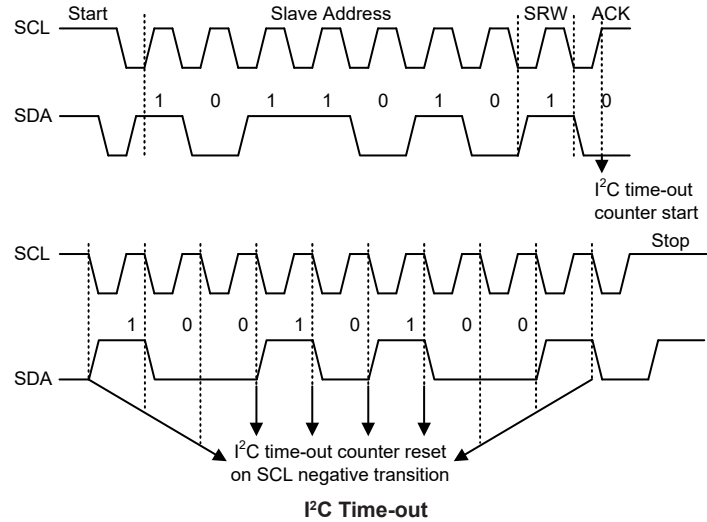 Start Slave Address SRW ACK
SCL
1 0 1 1 0 1 0 1 0
SDA
I²C time-out
counter start
Stop
SCL
1 0 0 1 0 1 0 0
SDA
I²C time-out counter reset
on SCL negative transition
I²C Time-out